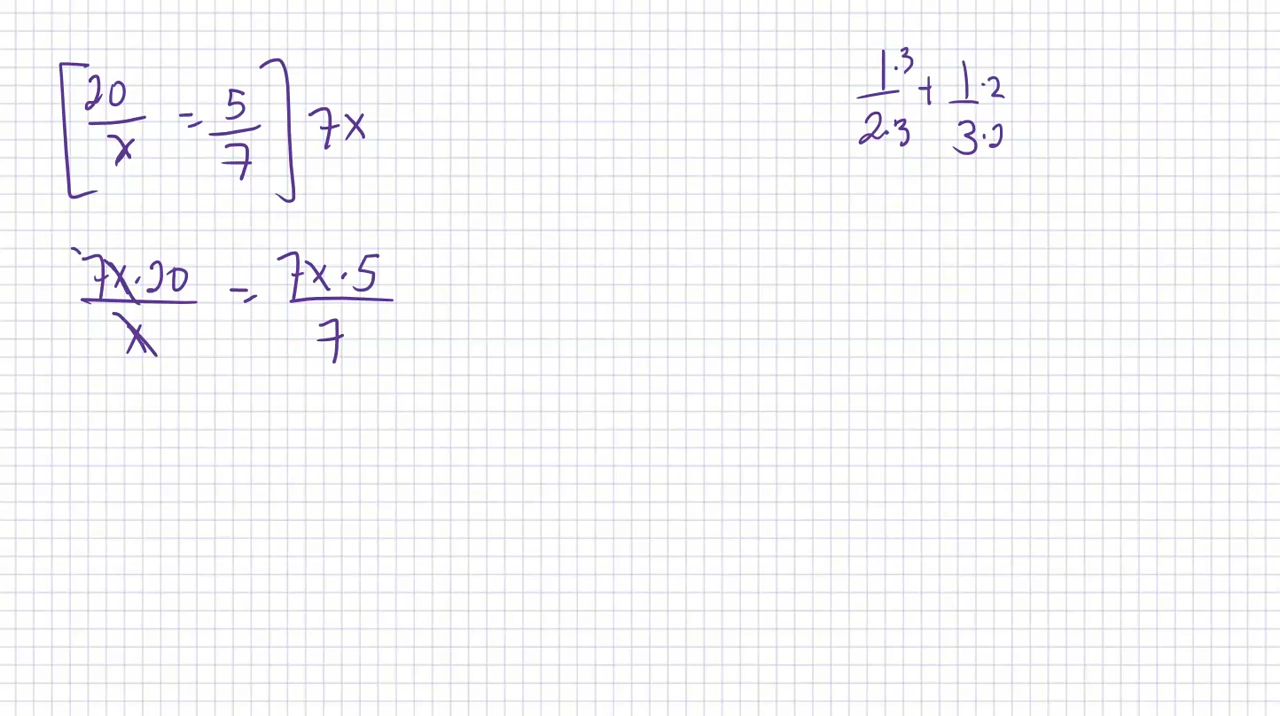 [20/x = 5/7] 7x
7x·20/x = 7x·5/7
1·3/2·3 + 1·2/3·2